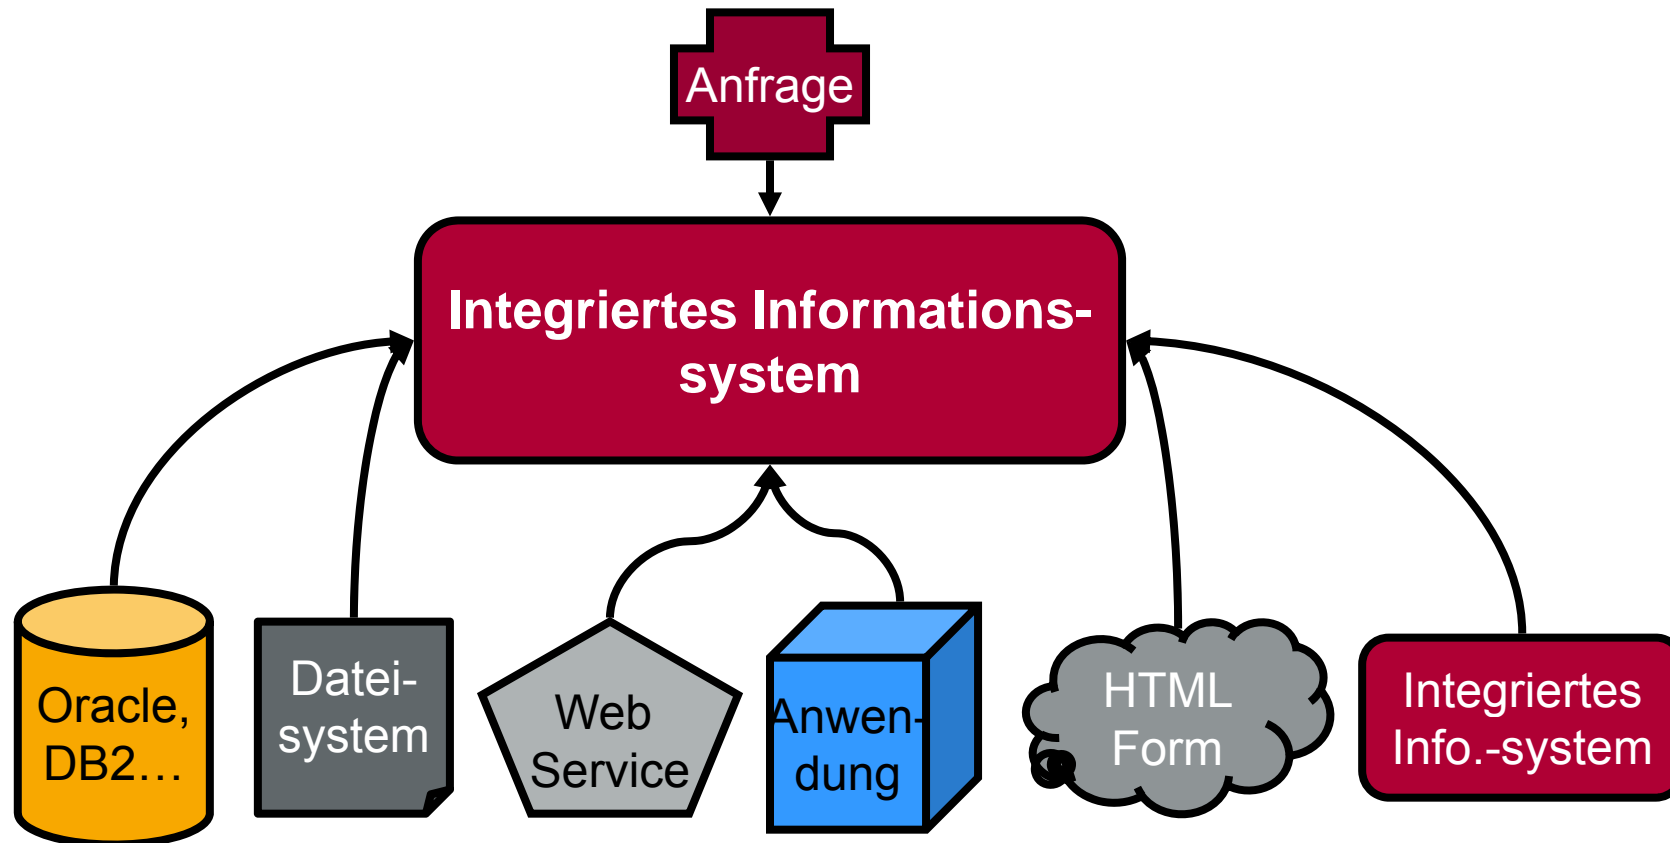 Anfrage
Integriertes Informations-
system
Oracle,
DB2…
Datei-
system
Web
Service
Anwen-
dung
HTML
Form
Integriertes
Info.-system